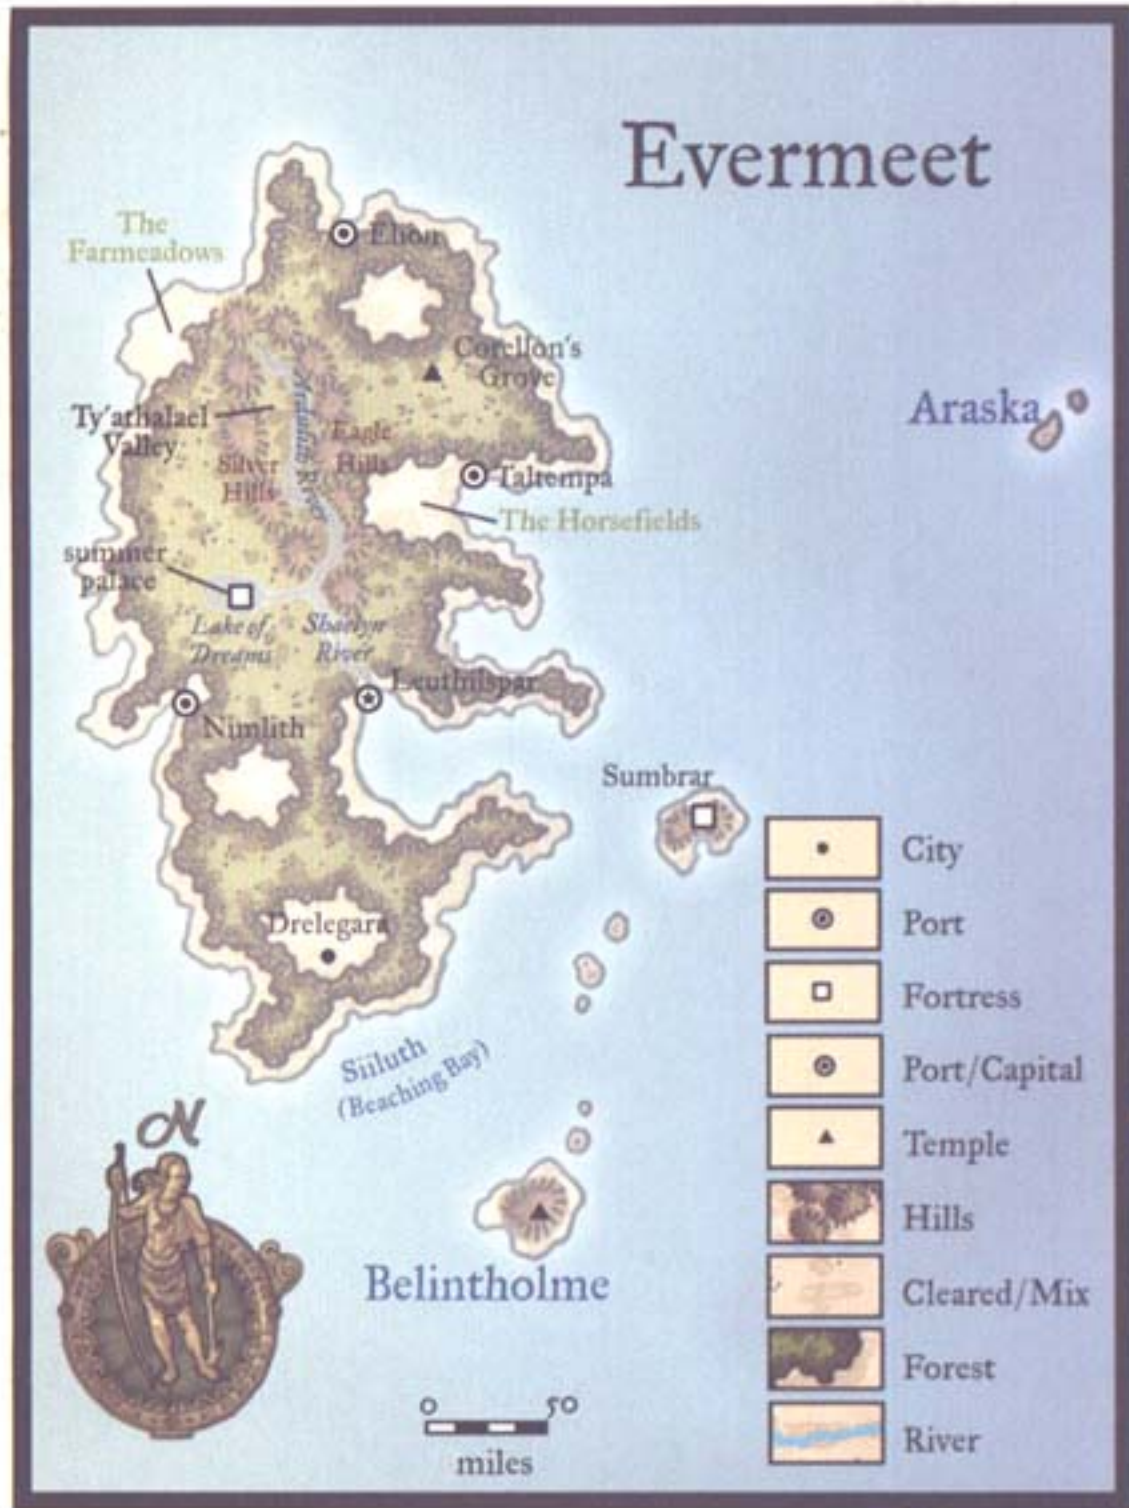 Evermeet
The
Farmeadows
Elion
Corellon's
Grove
Araska
Ty'athalael
Valley
Eagle
Hills
Silver
Hills
River
Taltempa
The Horsefields
summer
palace
Lake of
Dreams
Shaelyn
River
Leuthilspar
Nimlith
Sumbrar
Drelegara
Siiluth
(Beaching Bay)
Belintholme
N
0 50
miles
City
Port
Fortress
Port/Capital
Temple
Hills
Cleared/Mix
Forest
River